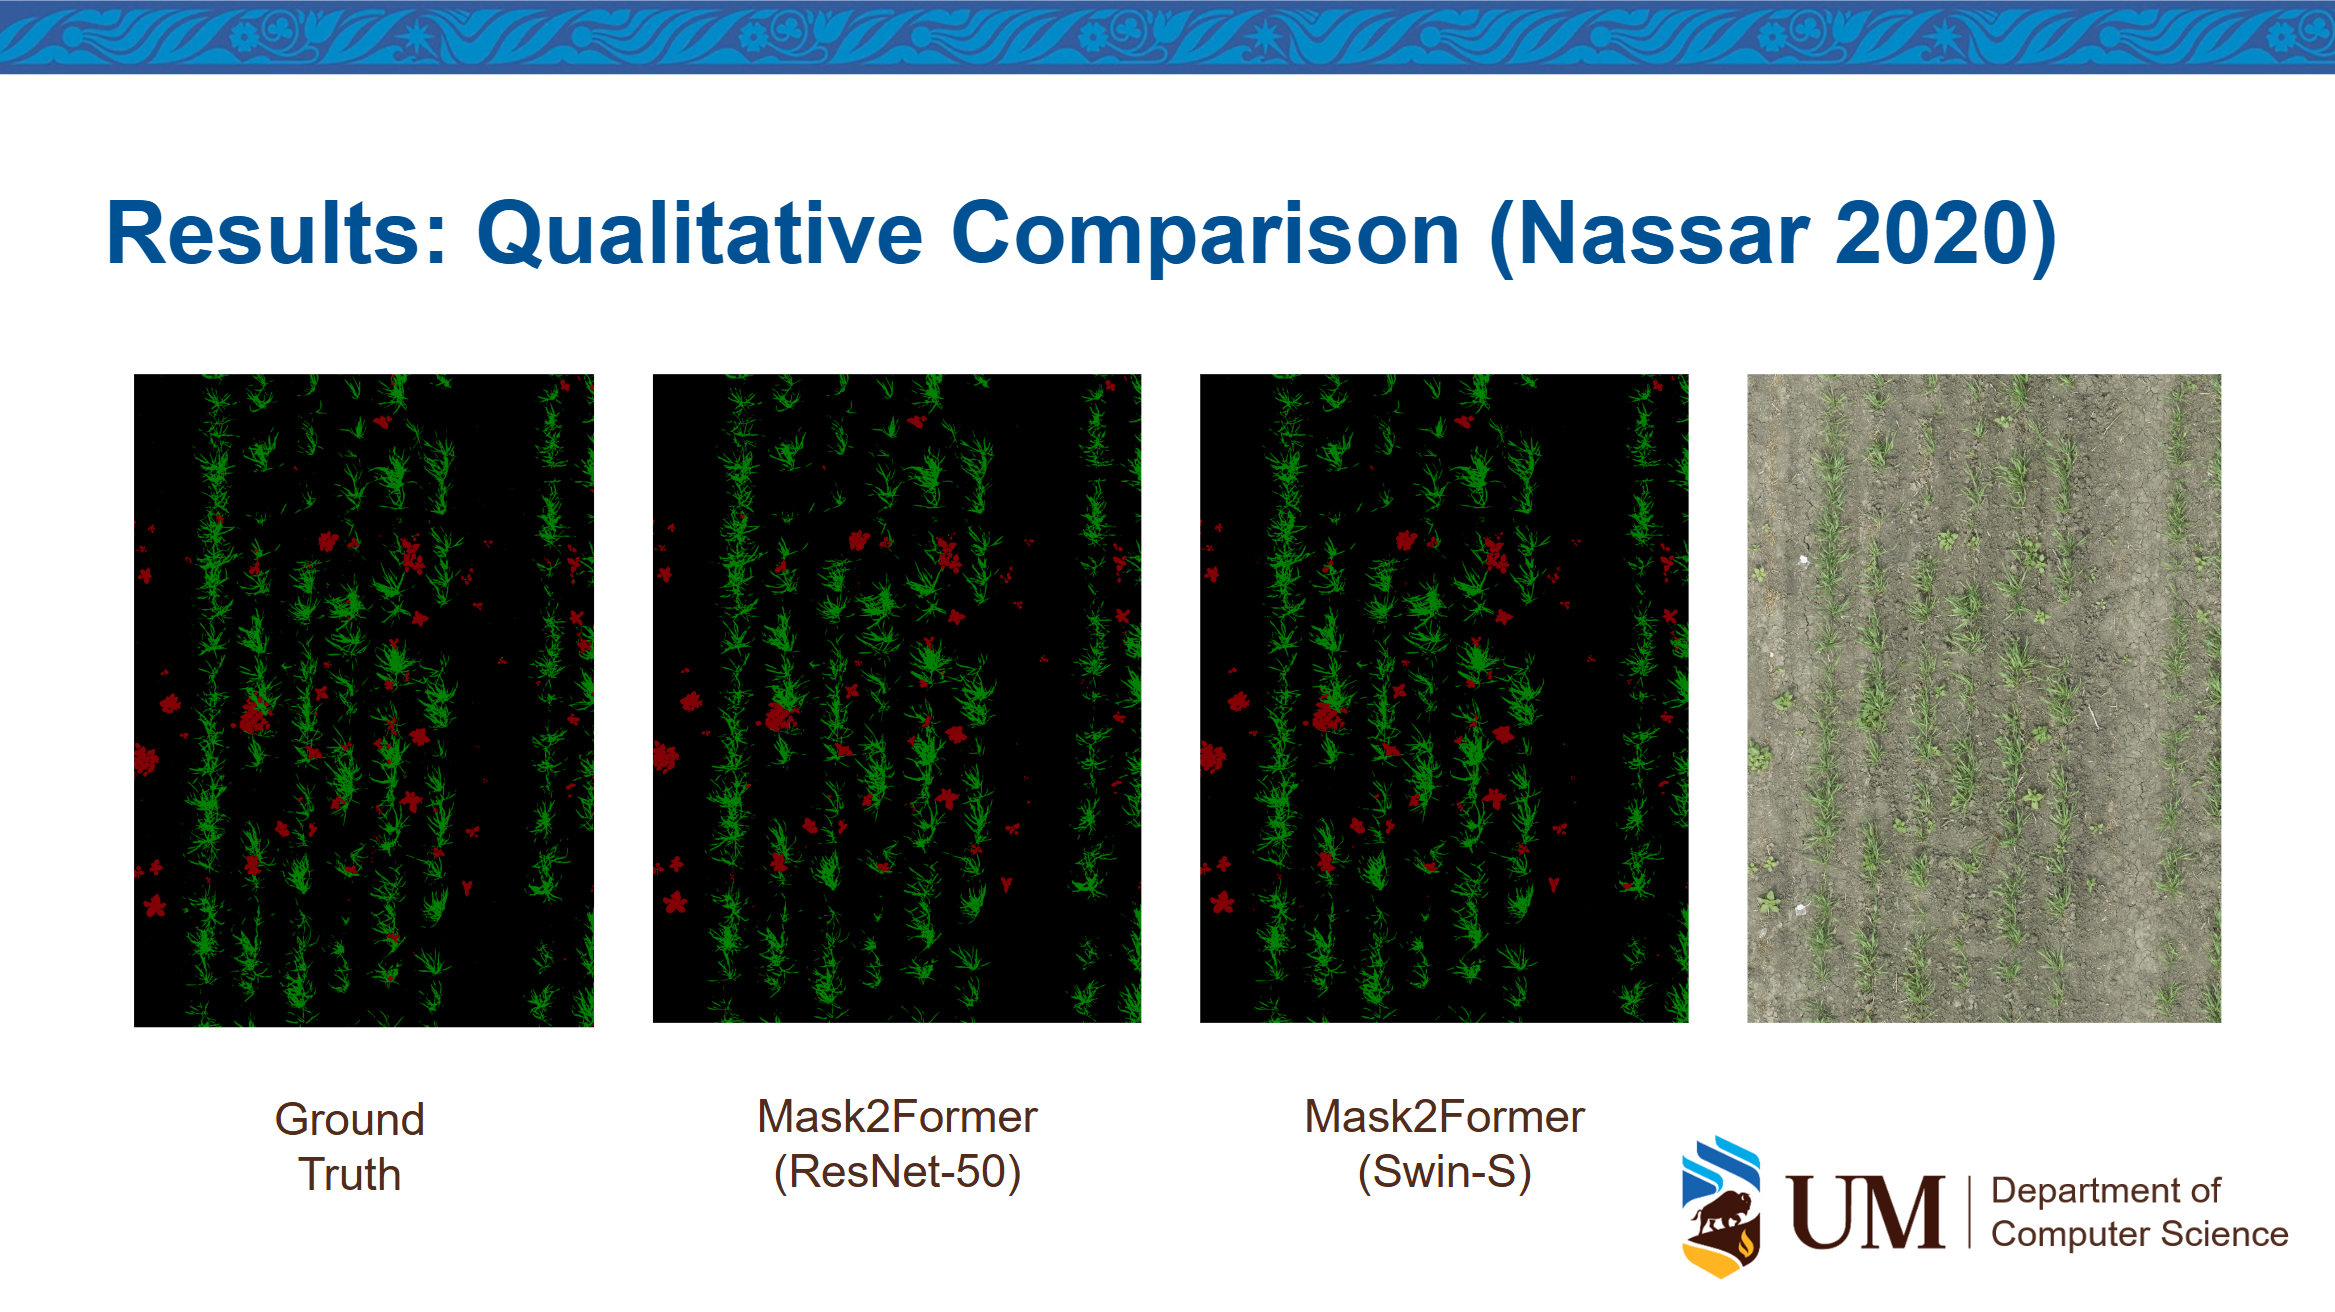 Results: Qualitative Comparison (Nassar 2020)
Ground
Truth
Mask2Former
(ResNet-50)
Mask2Former
(Swin-S)
UM
Department of
Computer Science